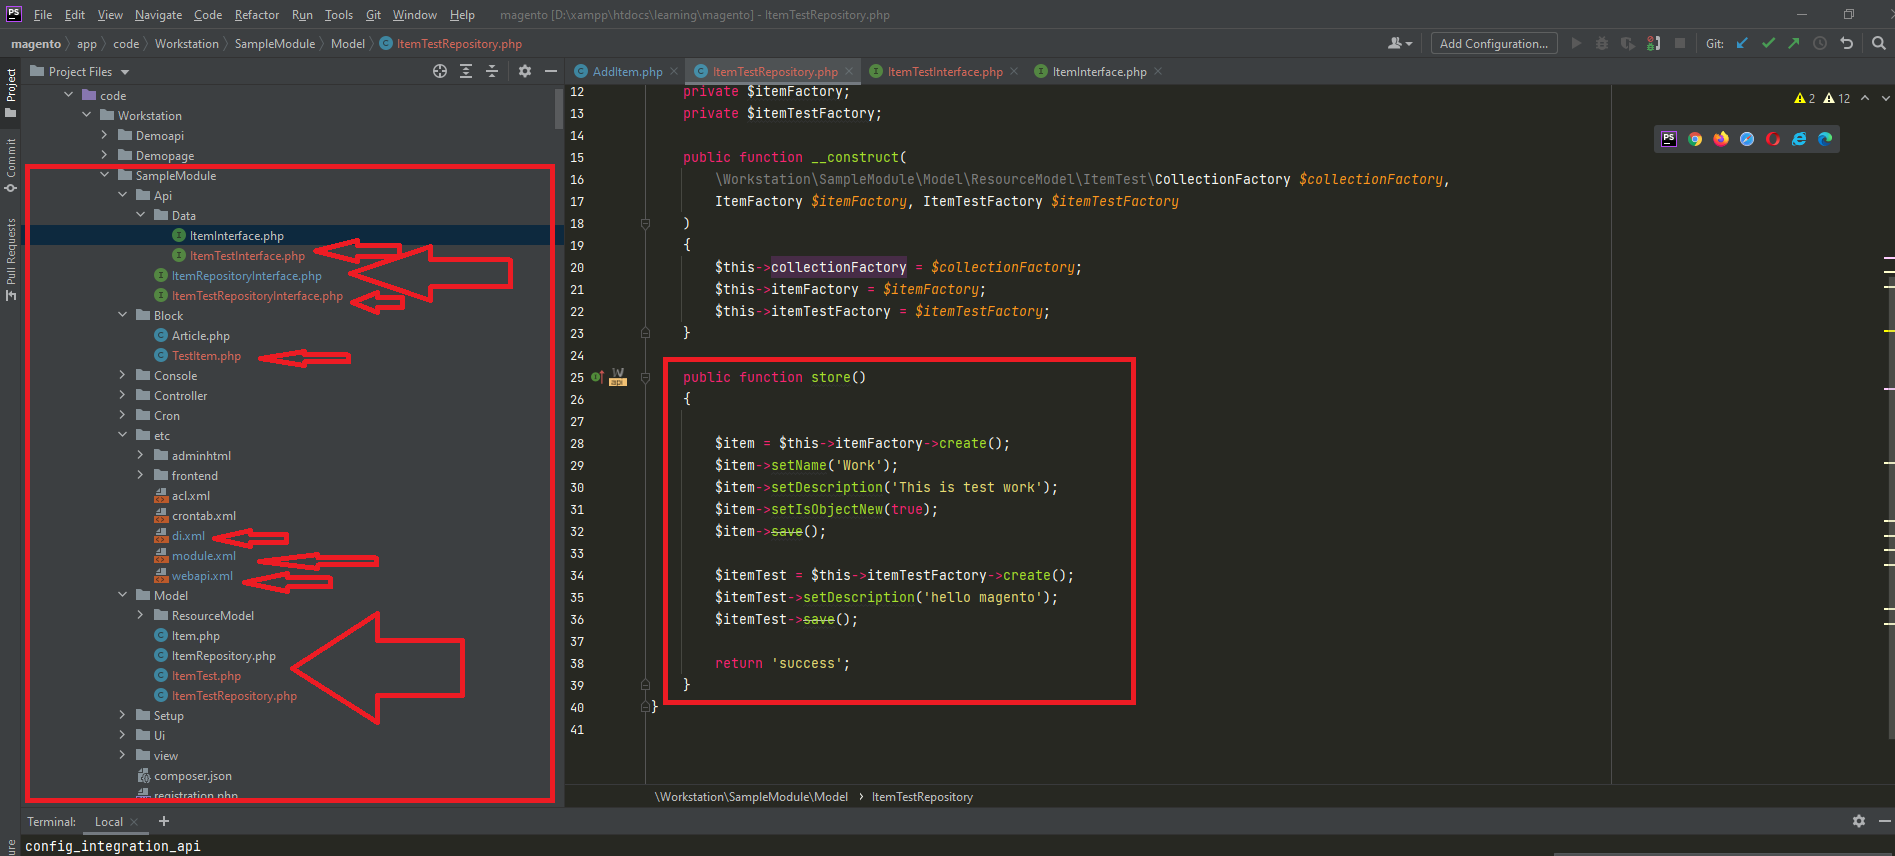 PS File Edit View Navigate Code Refactor Run Tools Git Window Help magento [D:\xampp\htdocs\learning\magento] - ItemTestRepository.php
magento app code Workstation SampleModule Model ItemTestRepository.php Add Configuration... Git:
Project
Commit
Pull Requests
Project Files
code
Workstation
Demoapi
Demopage
SampleModule
Api
Data
ItemInterface.php
ItemTestInterface.php
ItemRepositoryInterface.php
ItemTestRepositoryInterface.php
Block
Article.php
TestItem.php
Console
Controller
Cron
etc
adminhtml
frontend
acl.xml
crontab.xml
di.xml
module.xml
webapi.xml
Model
ResourceModel
Item.php
ItemRepository.php
ItemTest.php
ItemTestRepository.php
Setup
Ui
view
composer.json
registration.php
AddItem.php ItemTestRepository.php ItemTestInterface.php ItemInterface.php
2 12
12 private $itemFactory;
13 private $itemTestFactory;
14
15 public function __construct(
16 \Workstation\SampleModule\Model\ResourceModel\ItemTest\CollectionFactory $collectionFactory,
17 ItemFactory $itemFactory, ItemTestFactory $itemTestFactory
18 )
19 {
20 $this->collectionFactory = $collectionFactory;
21 $this->itemFactory = $itemFactory;
22 $this->itemTestFactory = $itemTestFactory;
23 }
24
25 public function store()
26 {
27
28 $item = $this->itemFactory->create();
29 $item->setName('Work');
30 $item->setDescription('This is test work');
31 $item->setIsObjectNew(true);
32 $item->save();
33
34 $itemTest = $this->itemTestFactory->create();
35 $itemTest->setDescription('hello magento');
36 $itemTest->save();
37
38 return 'success';
39 }
40 }
41
\Workstation\SampleModule\Model › ItemTestRepository
Terminal: Local +
config_integration_api